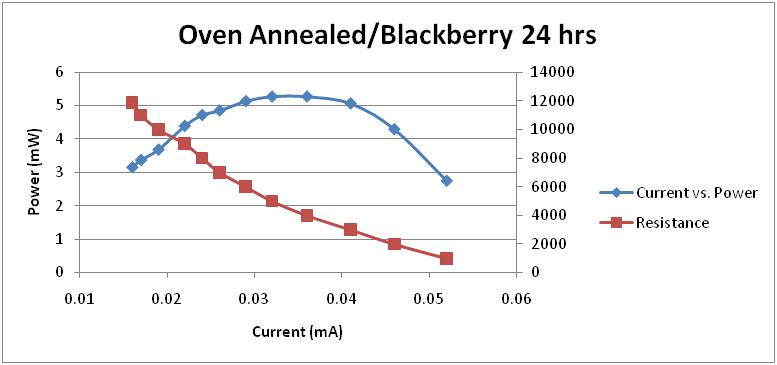 Oven Annealed/Blackberry 24 hrs
6
5
4
3
2
1
0
Power (mW)
14000
12000
10000
8000
6000
4000
2000
0
0.01 0.02 0.03 0.04 0.05 0.06
Current (mA)
Current vs. Power
Resistance